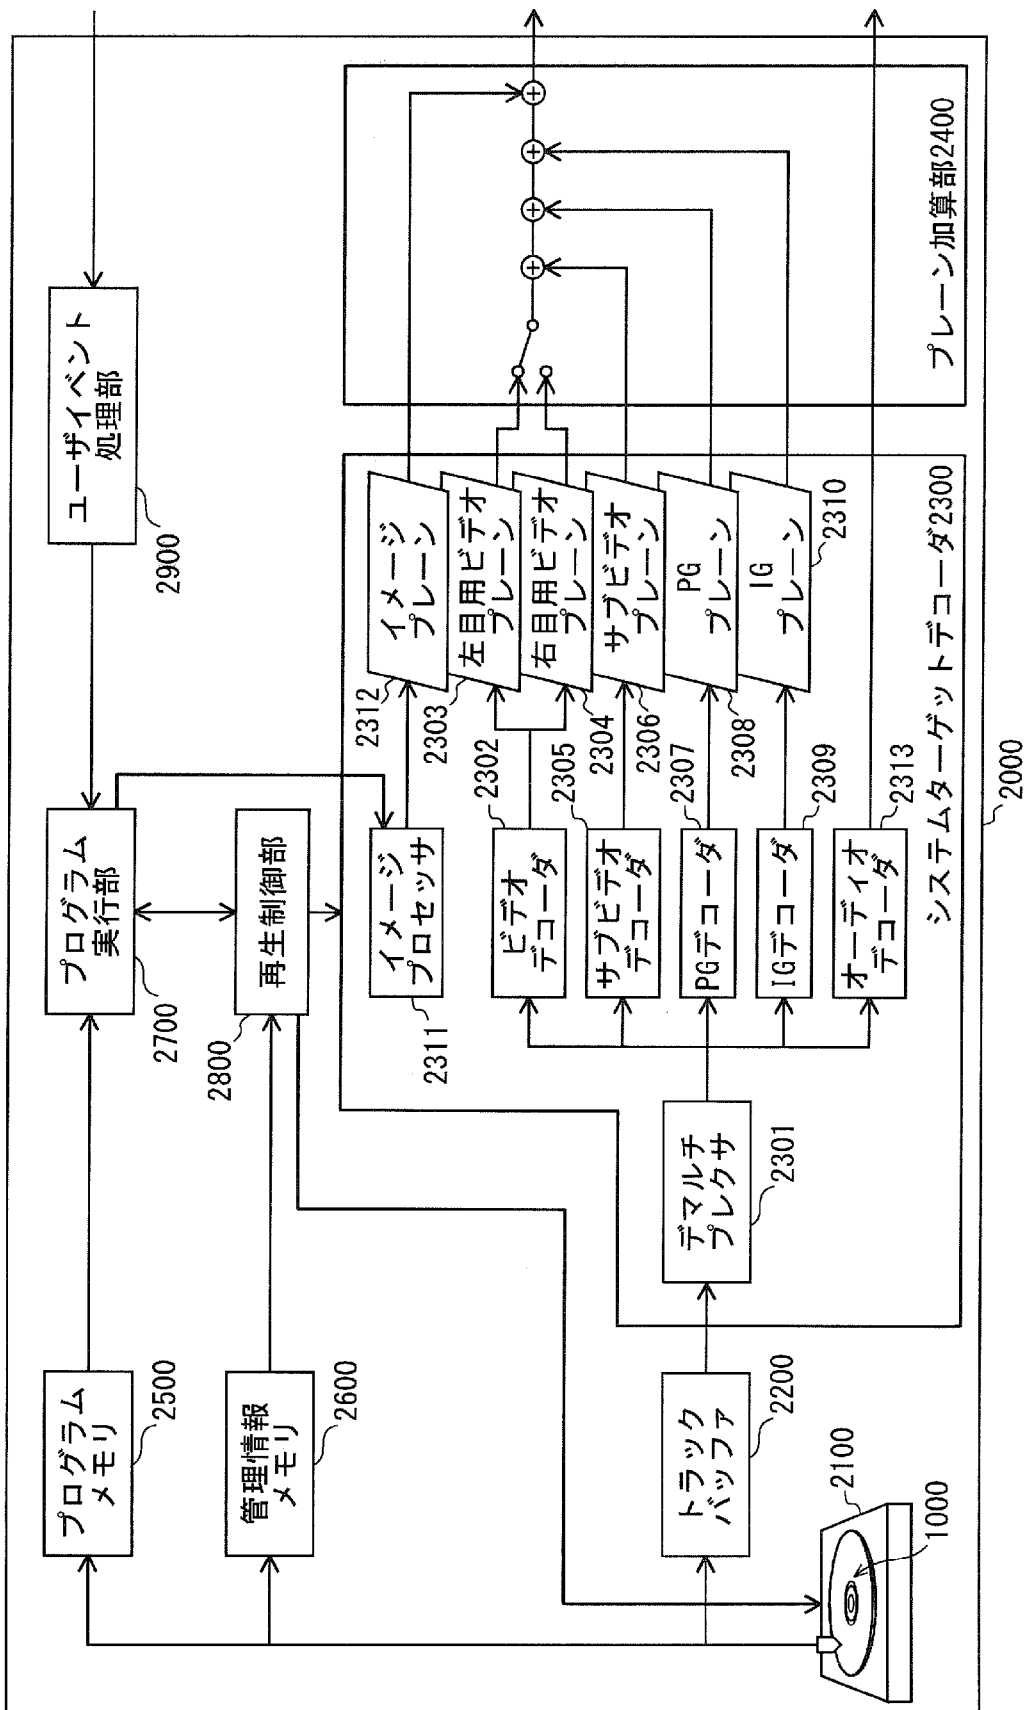 ユーザイベント
処理部
2900
プログラム
実行部
2700
再生制御部
2800
プログラム
メモリ
2500
管理情報
メモリ
2600
トラック
バッファ
2200
2100
1000
デマルチ
プレクサ
2301
イメージ
プロセッサ
2311
ビデオ
デコーダ
2302
サブビデオ
デコーダ
2305
PGデコーダ
2307
IGデコーダ
2309
オーディオ
デコーダ
2313
イメージ
プレーン
2312
左目用ビデオ
プレーン
2303
右目用ビデオ
プレーン
2304
サブビデオ
プレーン
2306
PG
プレーン
2308
IG
プレーン
2310
システムターゲットデコーダ2300
プレーン加算部2400
2000